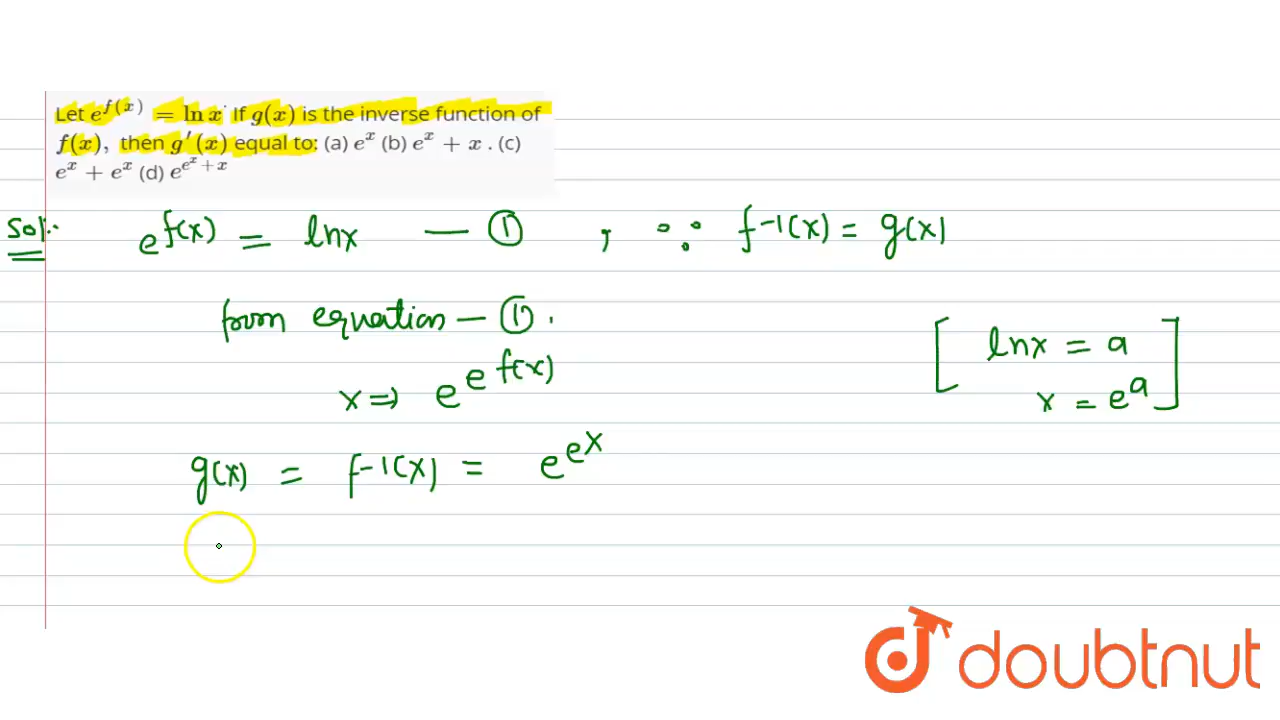 Let e^{f(x)} = ln x If g(x) is the inverse function of
f(x), then g'(x) equal to: (a) e^x (b) e^x + x . (c)
e^x + e^x (d) e^{e^x + x}
Sol:- e^{f(x)} = lnx — ① , ∵ f^{-1}(x) = g(x)
from equation — ①.
[ lnx = a
x ⇒ e^{e^{f(x)}}
x = e^a ]
g(x) = f^{-1}(x) = e^{e^x}
doubtnut